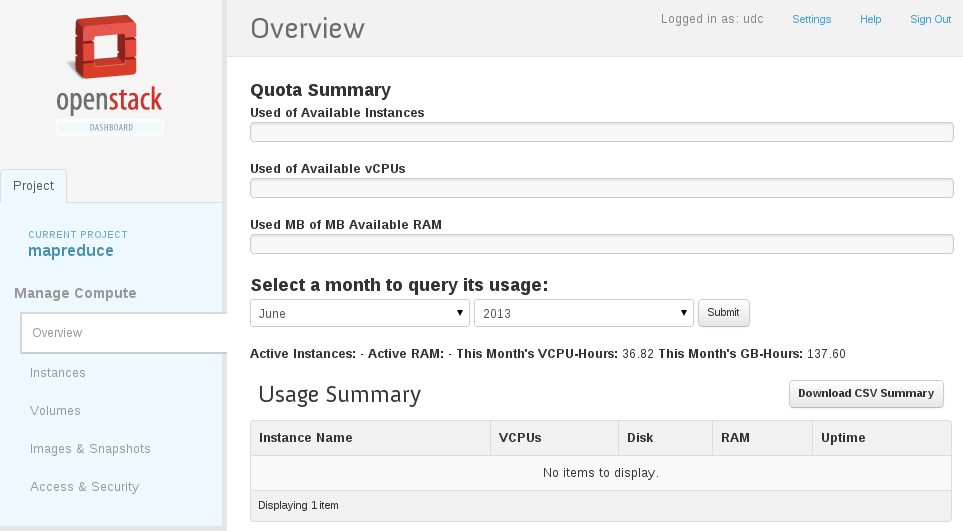 openstack
DASHBOARD
Project
CURRENT PROJECT
mapreduce
Manage Compute
Overview
Instances
Volumes
Images & Snapshots
Access & Security
Overview
Logged in as: udc Settings Help Sign Out
Quota Summary
Used of Available Instances
Used of Available vCPUs
Used MB of MB Available RAM
Select a month to query its usage:
June 2013 Submit
Active Instances: - Active RAM: - This Month's VCPU-Hours: 36.82 This Month's GB-Hours: 137.60
Usage Summary Download CSV Summary
Instance Name VCPUs Disk RAM Uptime
No items to display.
Displaying 1 item